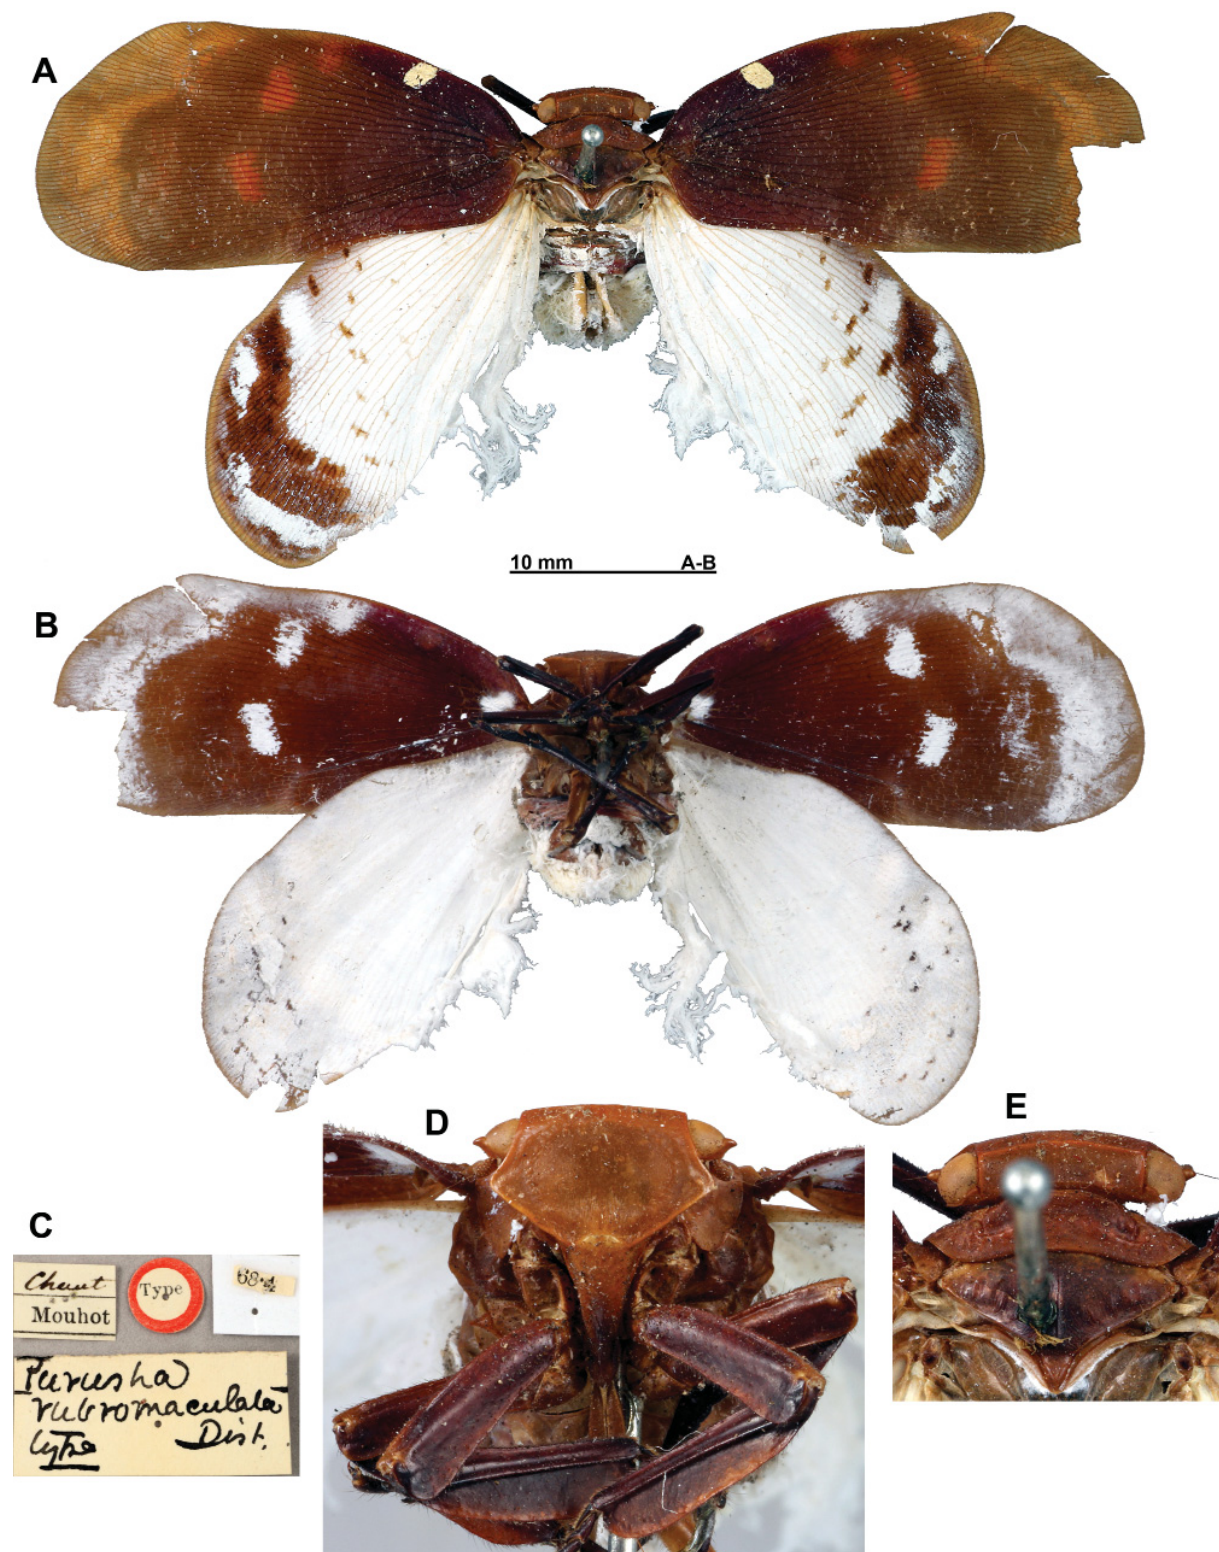 A
10 mm A-B
B
D
E
C
Chaut
Mouhot
Type
68·4
Purusha
rubromaculata
type Dist.